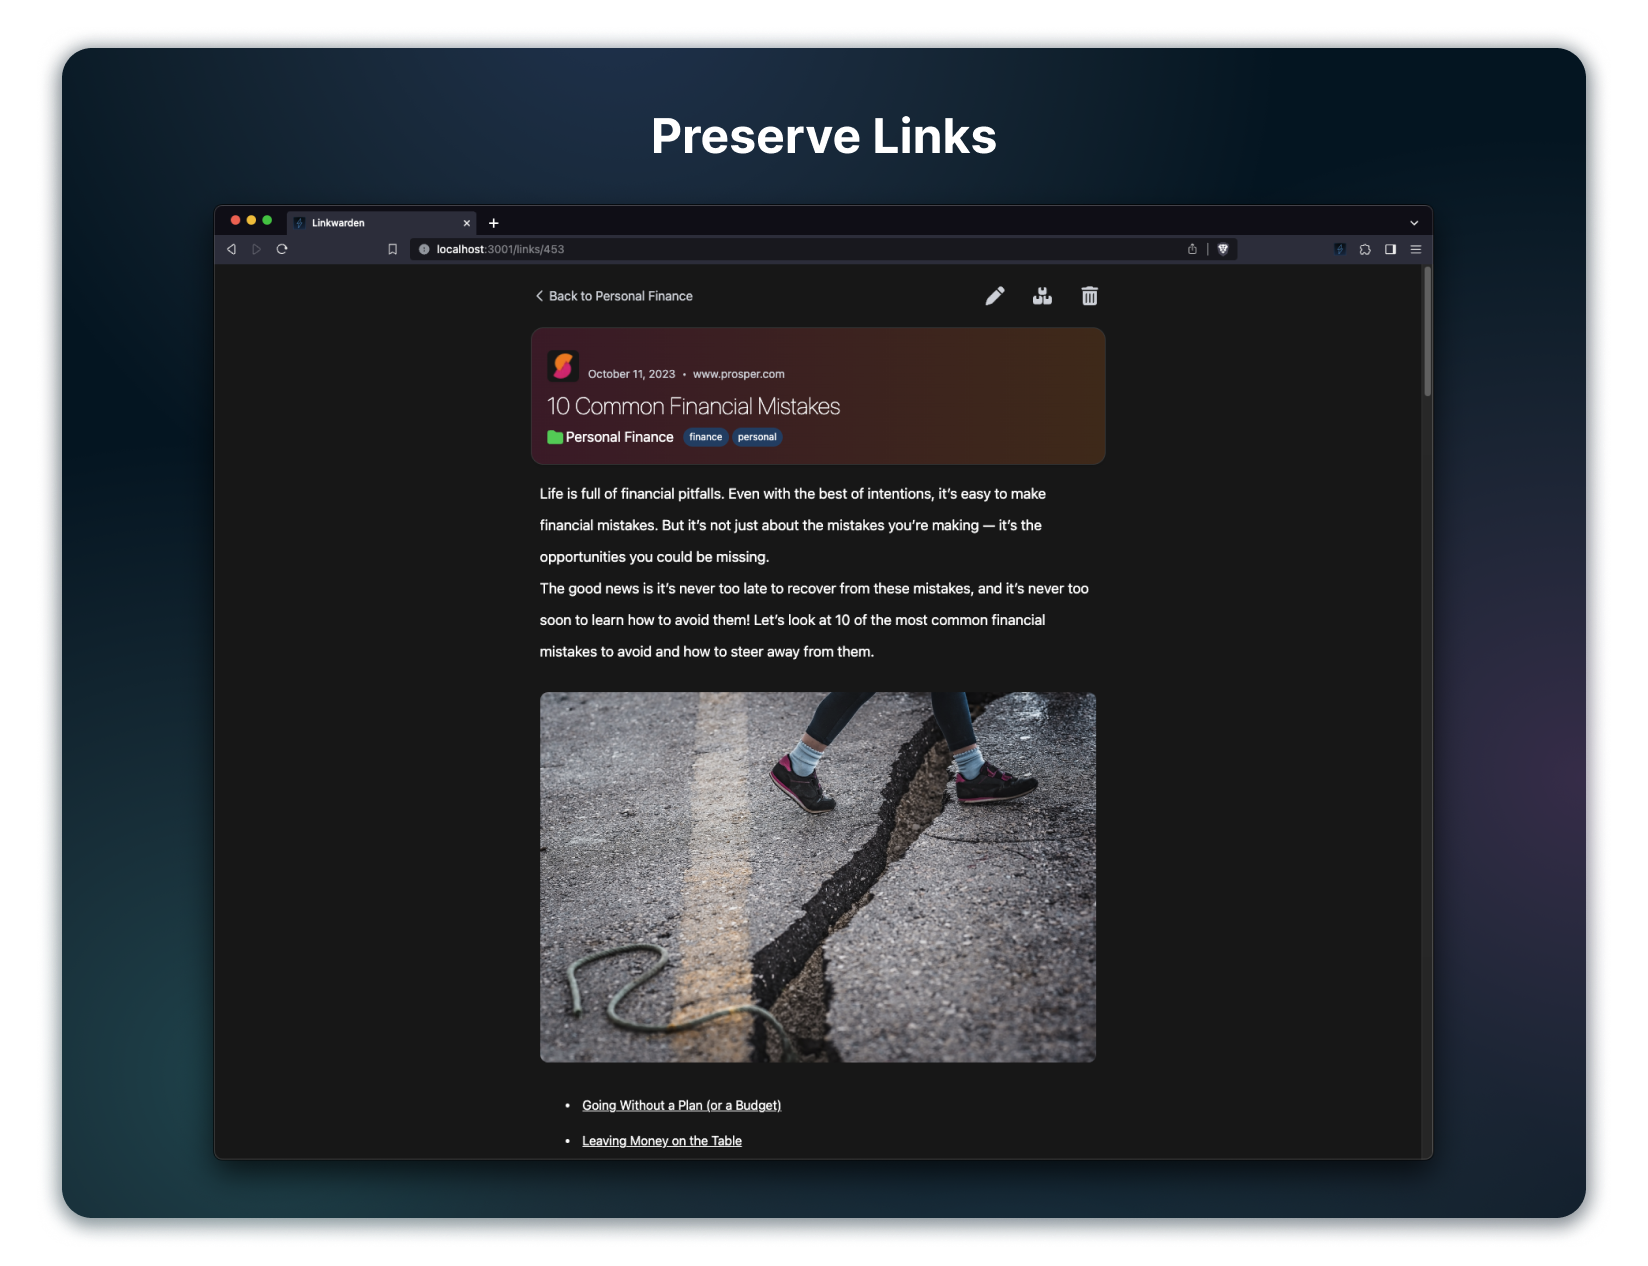 Preserve Links
Linkwarden
localhost:3001/links/453
Back to Personal Finance
October 11, 2023 • www.prosper.com
10 Common Financial Mistakes
Personal Finance finance personal
Life is full of financial pitfalls. Even with the best of intentions, it’s easy to make
financial mistakes. But it’s not just about the mistakes you’re making — it’s the
opportunities you could be missing.
The good news is it’s never too late to recover from these mistakes, and it’s never too
soon to learn how to avoid them! Let’s look at 10 of the most common financial
mistakes to avoid and how to steer away from them.
• Going Without a Plan (or a Budget)
• Leaving Money on the Table